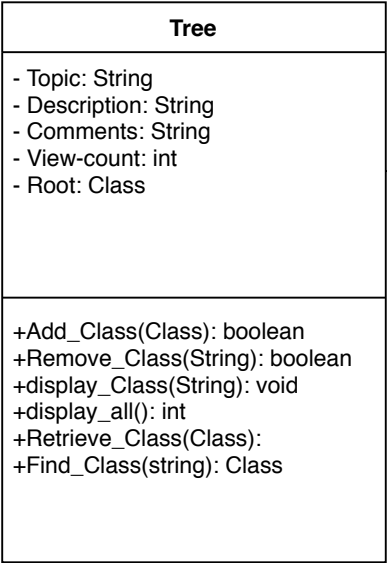 Tree
- Topic: String
- Description: String
- Comments: String
- View-count: int
- Root: Class
+Add_Class(Class): boolean
+Remove_Class(String): boolean
+display_Class(String): void
+display_all(): int
+Retrieve_Class(Class):
+Find_Class(string): Class